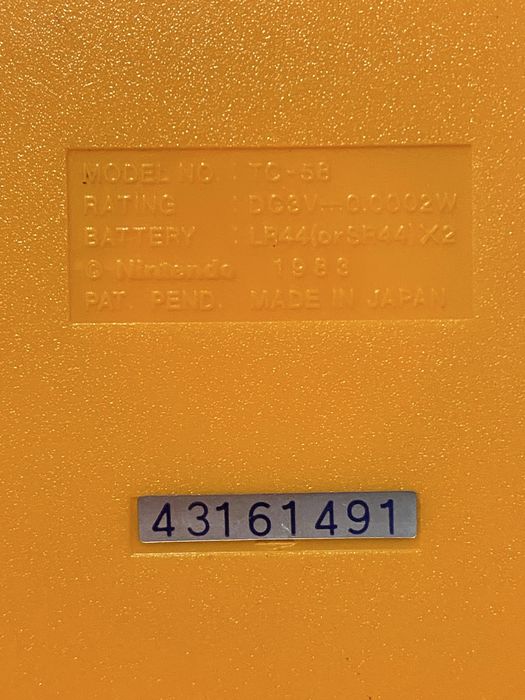 MODEL NO. : TC-58
RATING : DC3V—0.0002W
BATTERY : LR44(orSR44)X2
© Nintendo 1983
PAT. PEND. MADE IN JAPAN
43161491